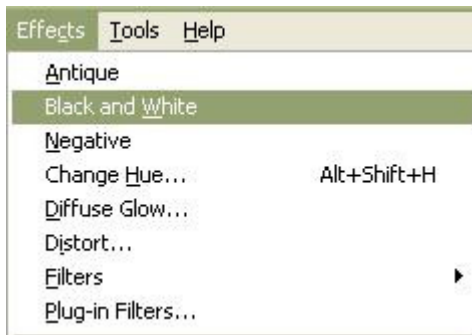 Effects Tools Help
Antique
Black and White
Negative
Change Hue... Alt+Shift+H
Diffuse Glow...
Distort...
Filters
Plug-in Filters...